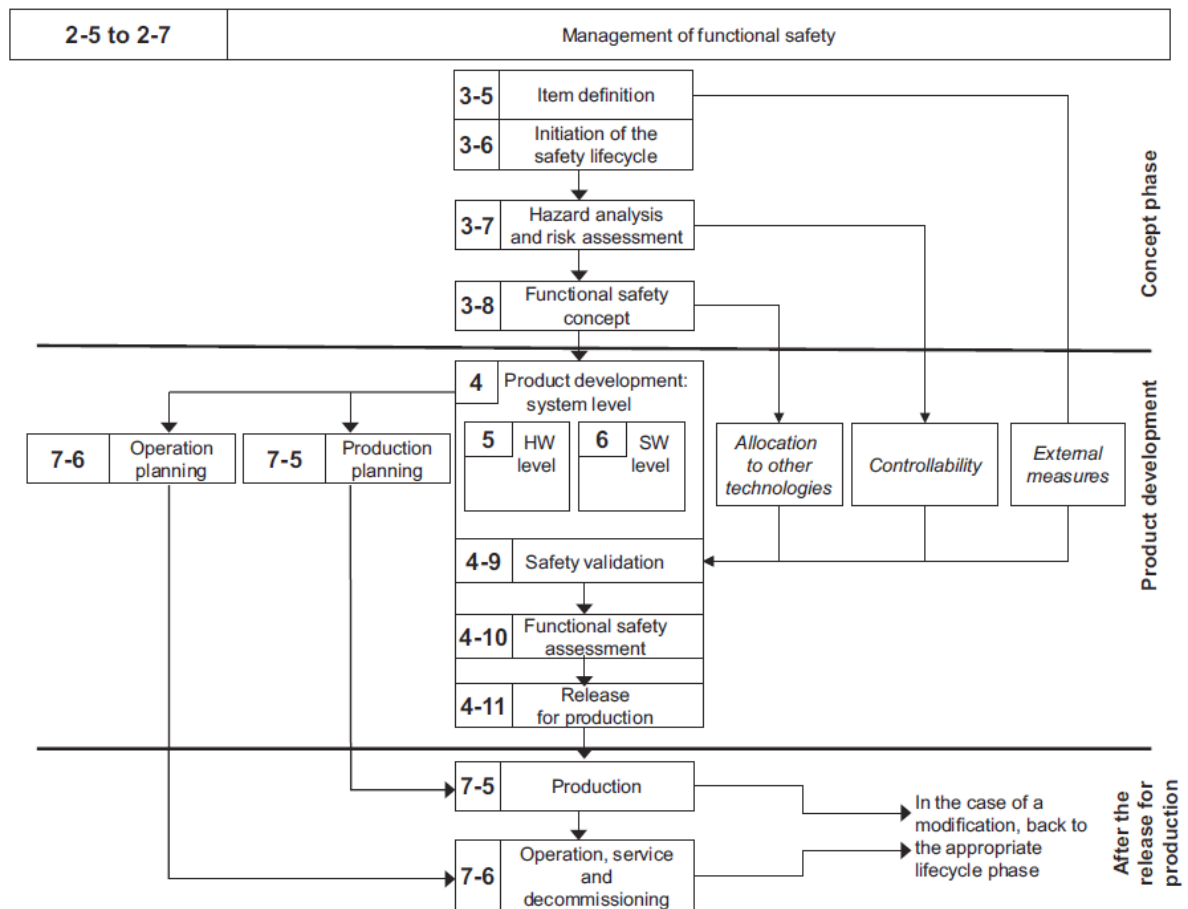 2-5 to 2-7 Management of functional safety
3-5 Item definition
3-6 Initiation of the
safety lifecycle
3-7 Hazard analysis
and risk assessment
3-8 Functional safety
concept
Concept phase
4 Product development:
system level
5 HW
level
6 SW
level
7-6 Operation
planning
7-5 Production
planning
Allocation
to other
technologies
Controllability
External
measures
4-9 Safety validation
4-10 Functional safety
assessment
4-11 Release
for production
Product development
7-5 Production
7-6 Operation, service
and
decommissioning
In the case of a
modification, back to
the appropriate
lifecycle phase
After the
release for
production